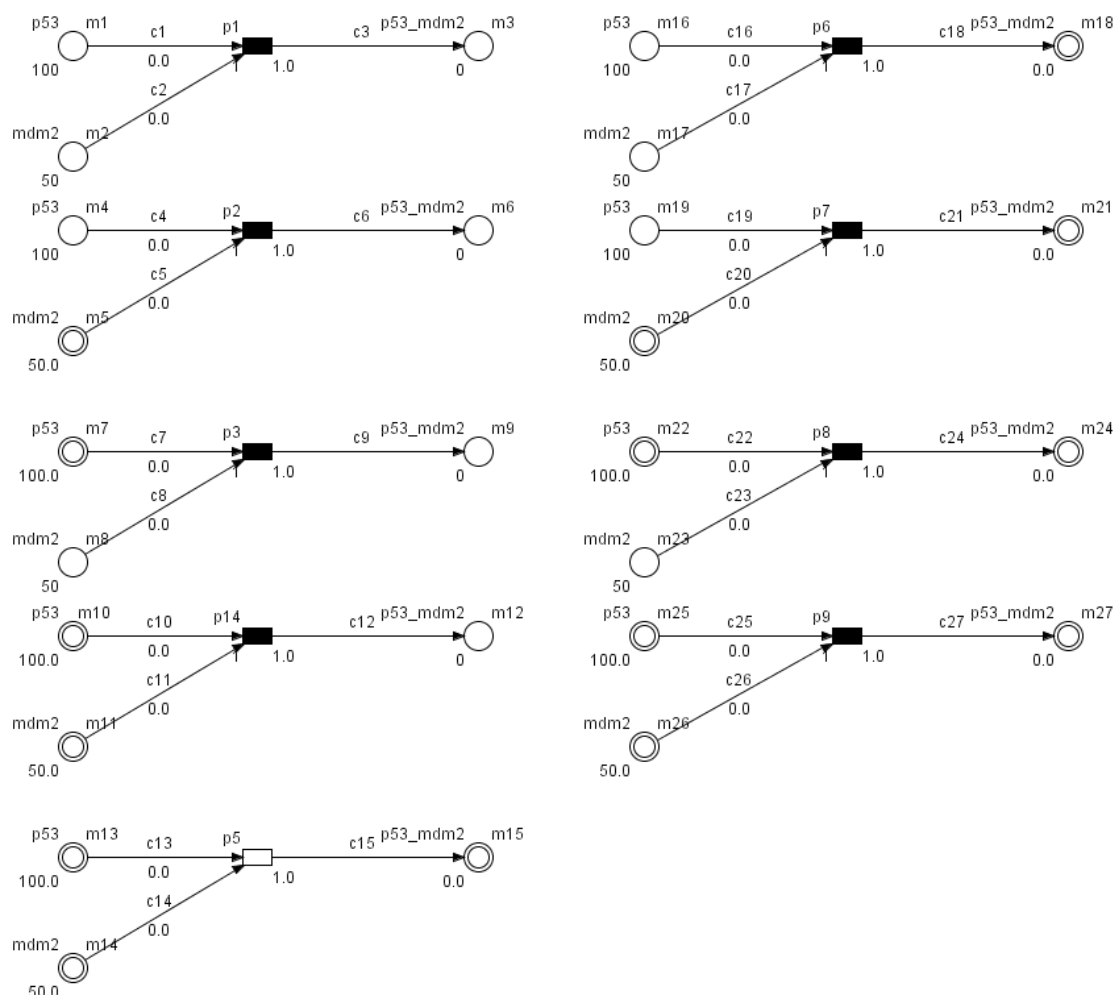 p53 m1 c1 p1 c3 p53_mdm2 m3
100 0.0 1.0 0
c2
mdm2 m2 0.0
50
p53 m4 c4 p2 c6 p53_mdm2 m6
100 0.0 1.0 0
c5
mdm2 m5 0.0
50.0
p53 m7 c7 p3 c9 p53_mdm2 m9
100.0 0.0 1.0 0
c8
mdm2 m8 0.0
50
p53 m10 c10 p14 c12 p53_mdm2 m12
100.0 0.0 1.0 0
c11
mdm2 m11 0.0
50.0
p53 m13 c13 p5 c15 p53_mdm2 m15
100.0 0.0 1.0 0.0
c14
mdm2 m14 0.0
50.0
p53 m16 c16 p6 c18 p53_mdm2 m18
100 0.0 1.0 0.0
c17
mdm2 m17 0.0
50
p53 m19 c19 p7 c21 p53_mdm2 m21
100 0.0 1.0 0.0
c20
mdm2 m20 0.0
50.0
p53 m22 c22 p8 c24 p53_mdm2 m24
100.0 0.0 1.0 0.0
c23
mdm2 m23 0.0
50
p53 m25 c25 p9 c27 p53_mdm2 m27
100.0 0.0 1.0 0.0
c26
mdm2 m26 0.0
50.0